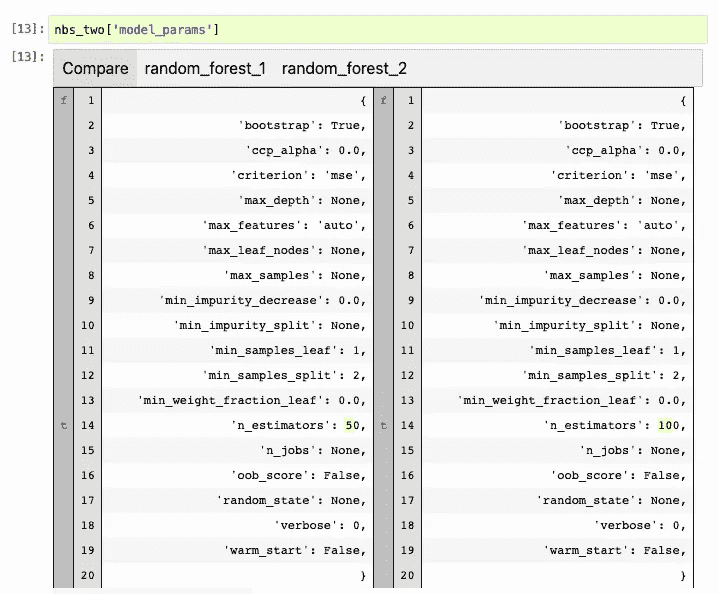 [13]: nbs_two['model_params']
[13]: Compare random_forest_1 random_forest_2
f 1 { f 1 {
2 'bootstrap': True, 2 'bootstrap': True,
3 'ccp_alpha': 0.0, 3 'ccp_alpha': 0.0,
4 'criterion': 'mse', 4 'criterion': 'mse',
5 'max_depth': None, 5 'max_depth': None,
6 'max_features': 'auto', 6 'max_features': 'auto',
7 'max_leaf_nodes': None, 7 'max_leaf_nodes': None,
8 'max_samples': None, 8 'max_samples': None,
9 'min_impurity_decrease': 0.0, 9 'min_impurity_decrease': 0.0,
10 'min_impurity_split': None, 10 'min_impurity_split': None,
11 'min_samples_leaf': 1, 11 'min_samples_leaf': 1,
12 'min_samples_split': 2, 12 'min_samples_split': 2,
13 'min_weight_fraction_leaf': 0.0, 13 'min_weight_fraction_leaf': 0.0,
t 14 'n_estimators': 50, t 14 'n_estimators': 100,
15 'n_jobs': None, 15 'n_jobs': None,
16 'oob_score': False, 16 'oob_score': False,
17 'random_state': None, 17 'random_state': None,
18 'verbose': 0, 18 'verbose': 0,
19 'warm_start': False, 19 'warm_start': False,
20 } 20 }